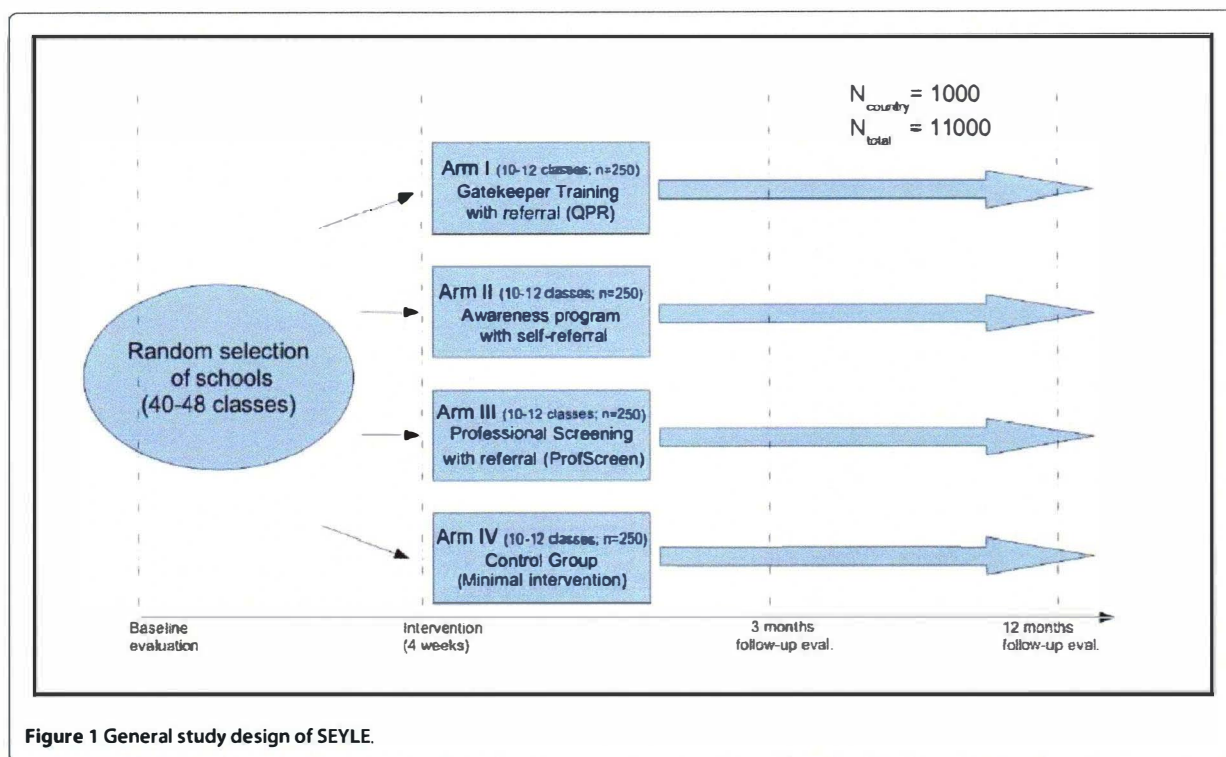 N country = 1000
N total = 11000
Arm I (10-12 classes; n=250)
Gatekeeper Training
with referral (QPR)
Arm II (10-12 classes; n=250)
Awareness program
with self-referral
Random selection
of schools
(40-48 classes)
Arm III (10-12 classes; n=250)
Professional Screening
with referral (ProfScreen)
Arm IV (10-12 classes; n=250)
Control Group
(Minimal intervention)
Baseline
evaluation
Intervention
(4 weeks)
3 months
follow-up eval.
12 months
follow-up eval.
Figure 1 General study design of SEYLE.